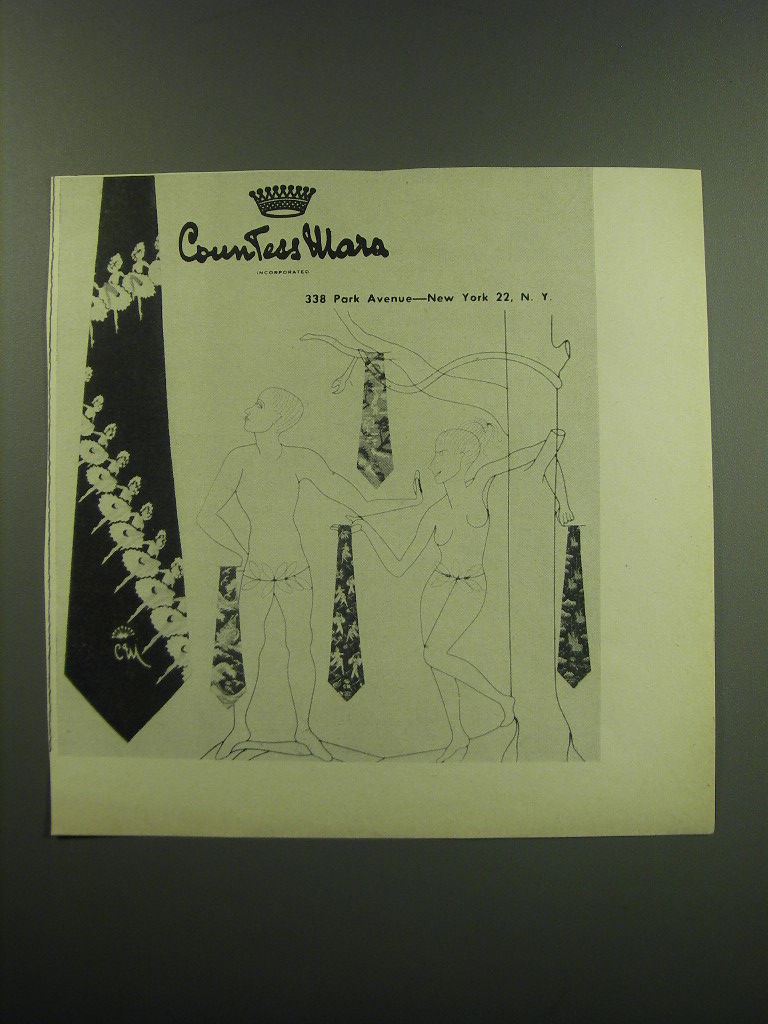 Countess Mara
INCORPORATED
338 Park Avenue—New York 22, N. Y.
CM